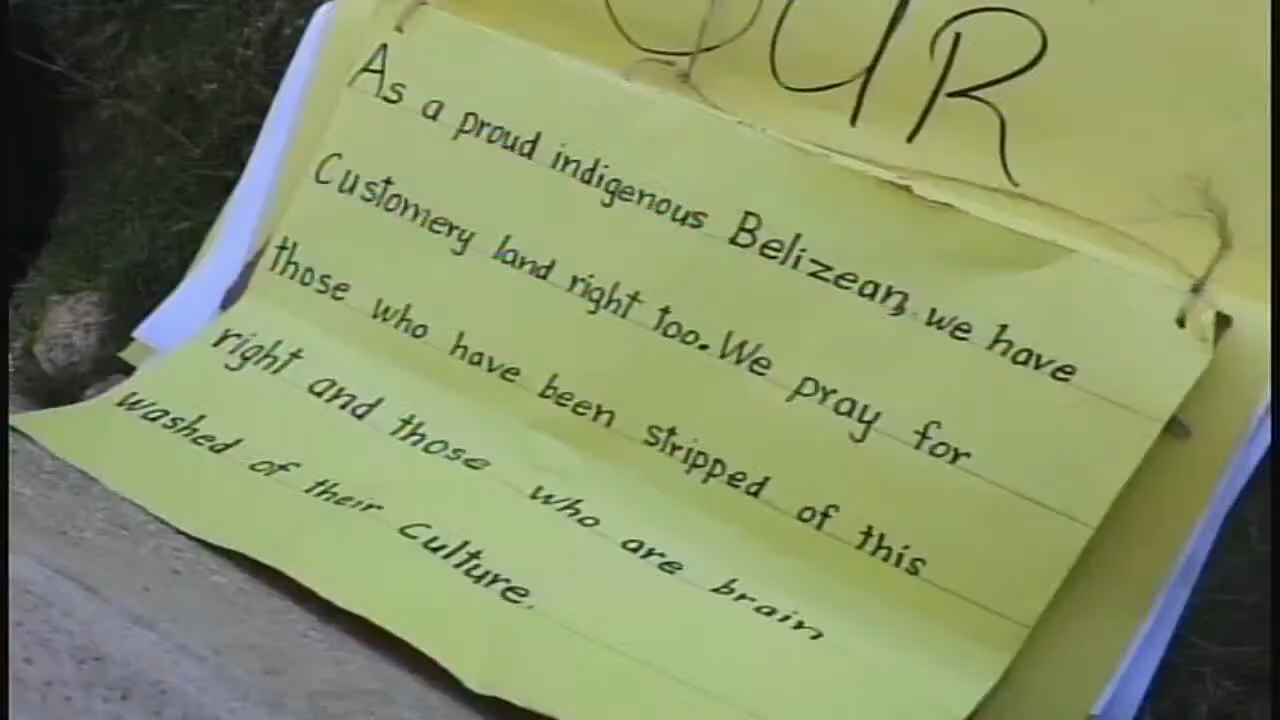 OUR
As a proud indigenous Belizean, we have
Customery land right too. We pray for
those who have been stripped of this
right and those who are brain
washed of their Culture.